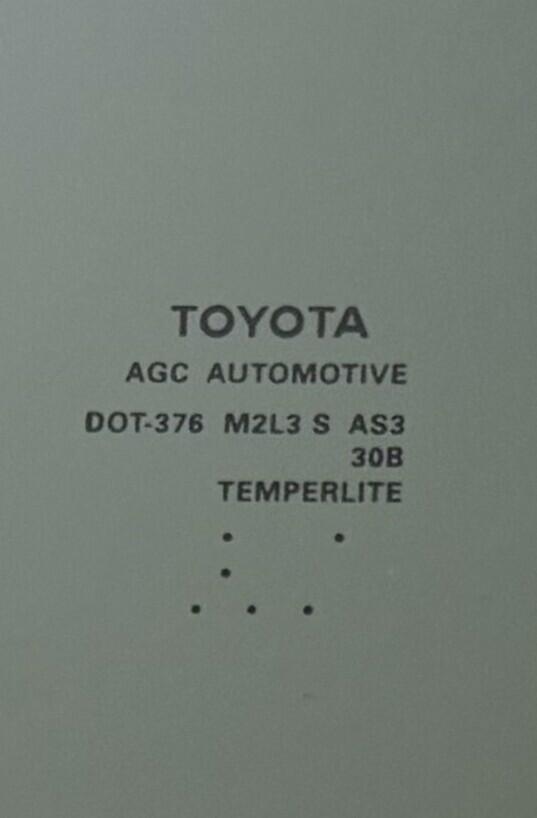 TOYOTA
AGC AUTOMOTIVE
DOT-376 M2L3 S AS3
30B
TEMPERLITE